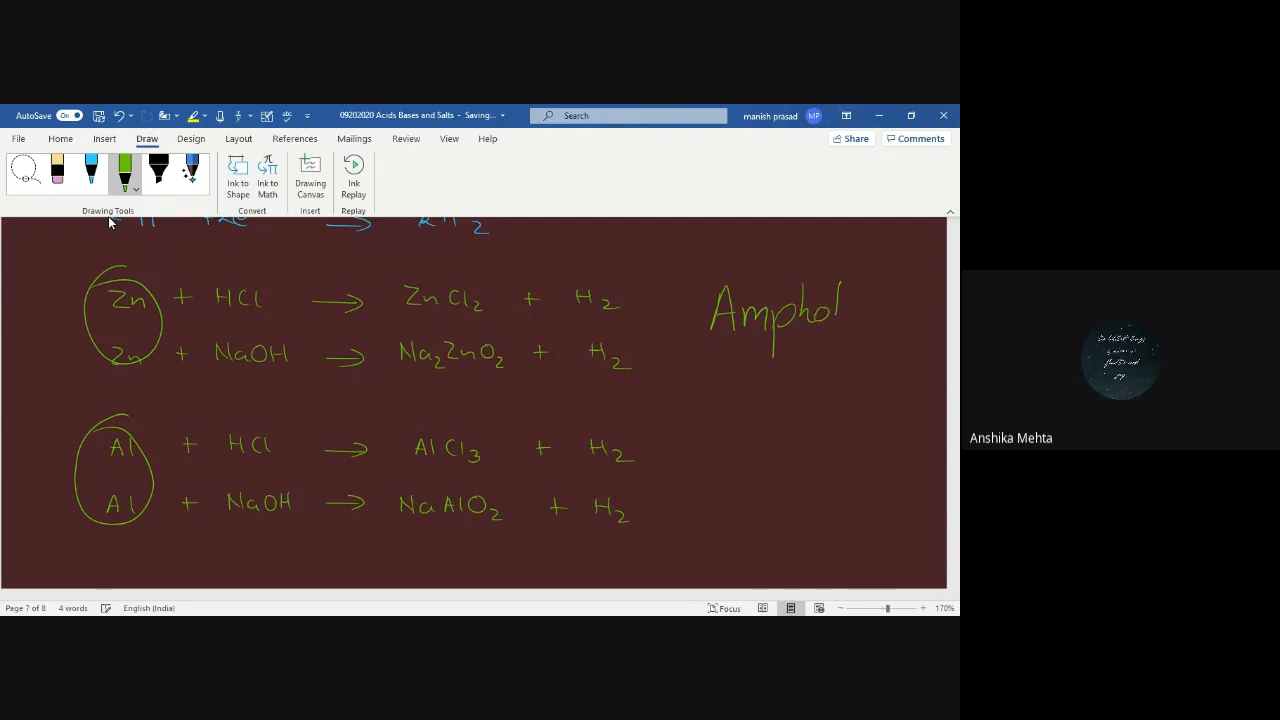 AutoSave On 09202020 Acids Bases and Salts - Saving... Search manish prasad MP
File Home Insert Draw Design Layout References Mailings Review View Help Share Comments
Ink to Shape Ink to Math Drawing Canvas Ink Replay
Drawing Tools Convert Insert Replay
Zn + HCl → ZnCl2 + H2
Amphot
Zn + NaOH → Na2ZnO2 + H2
Al + HCl → AlCl3 + H2
Al + NaOH → NaAlO2 + H2
Anshika Mehta
Page 7 of 8 4 words English (India) Focus 170%